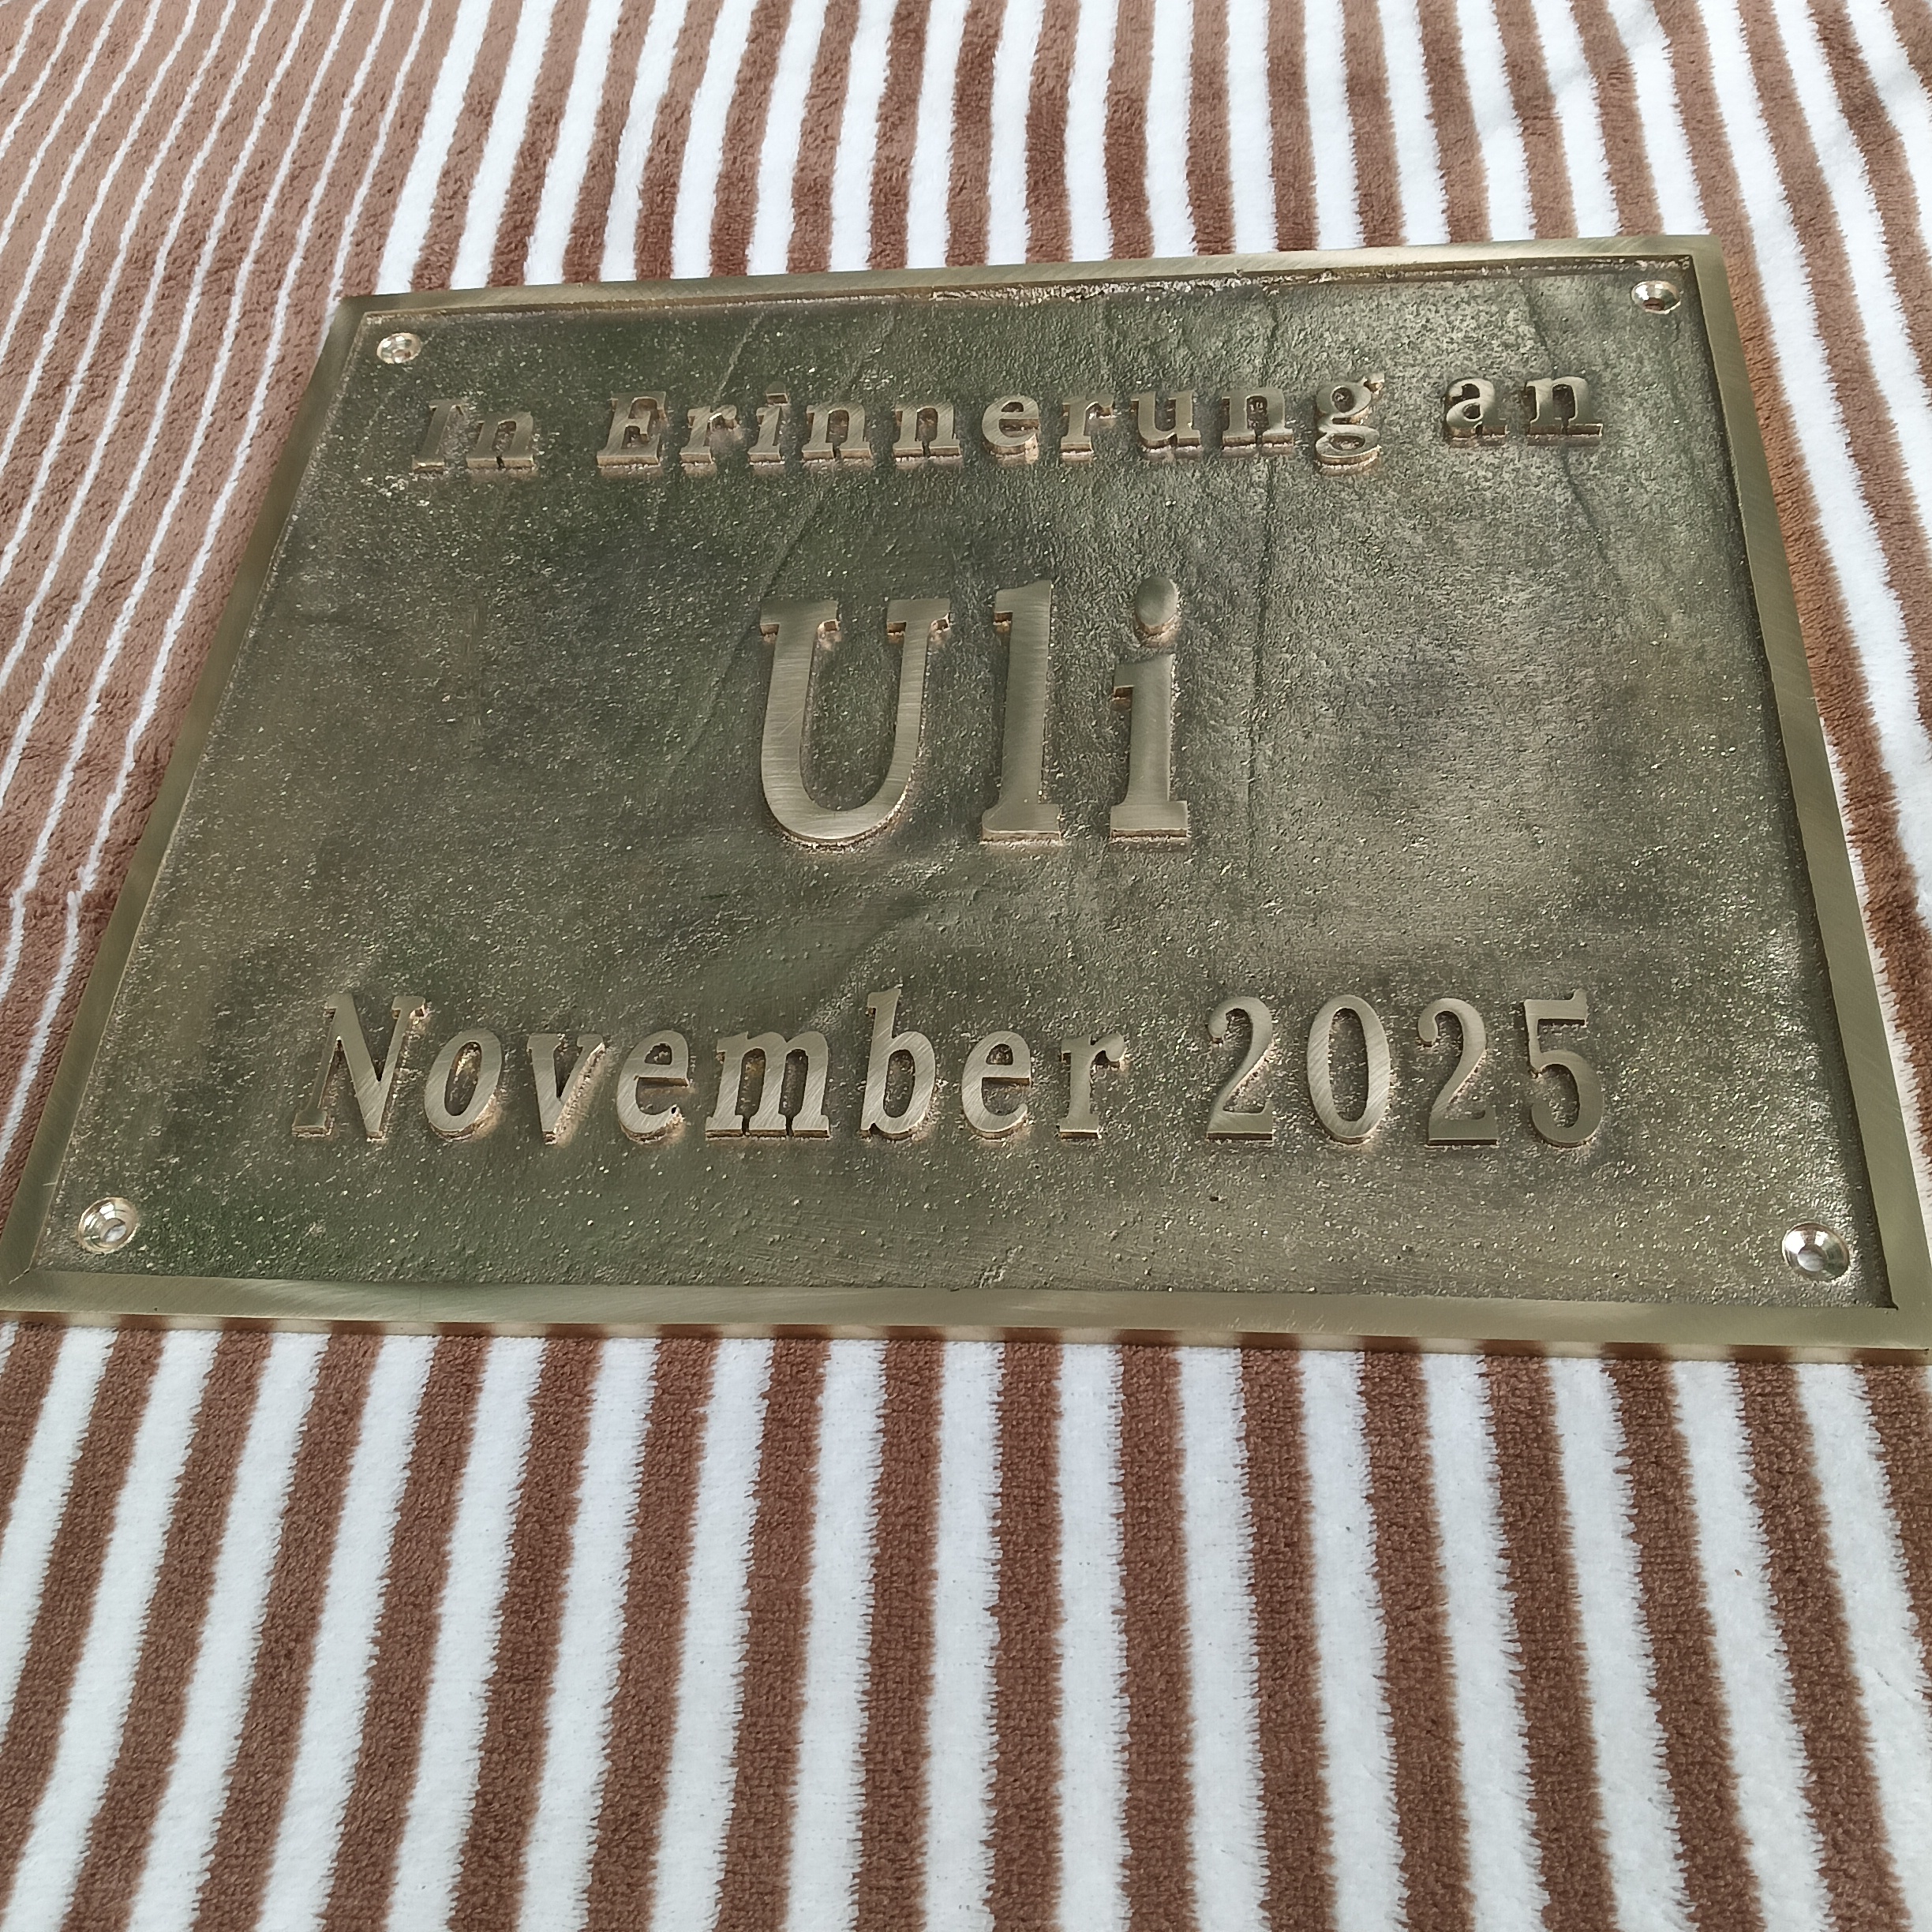 In Erinnerung an
Uli
November 2025